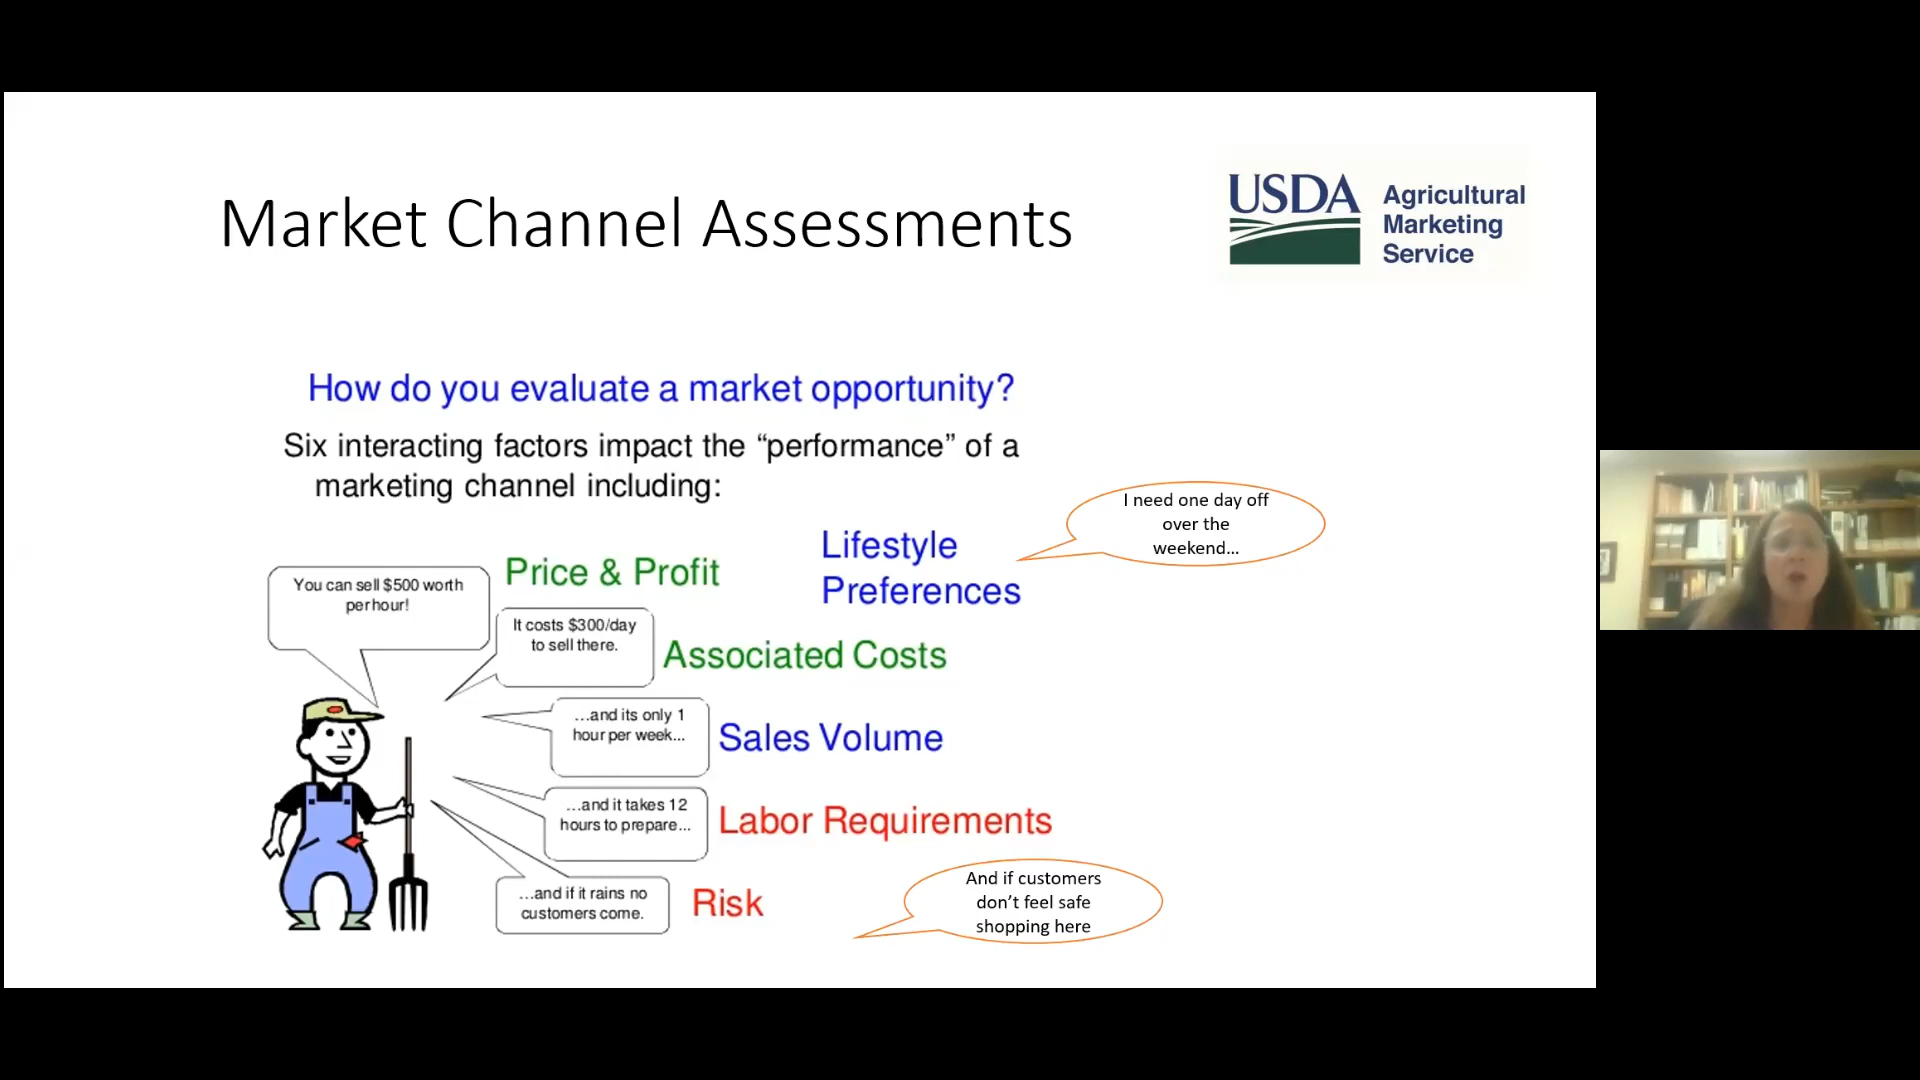 Market Channel Assessments
USDA
Agricultural
Marketing
Service
How do you evaluate a market opportunity?
Six interacting factors impact the “performance” of a
marketing channel including:
I need one day off
over the
weekend...
Lifestyle
Preferences
Price & Profit
You can sell $500 worth
per hour!
It costs $300/day
to sell there.
Associated Costs
...and its only 1
hour per week...
Sales Volume
...and it takes 12
hours to prepare...
Labor Requirements
...and if it rains no
customers come.
Risk
And if customers
don’t feel safe
shopping here